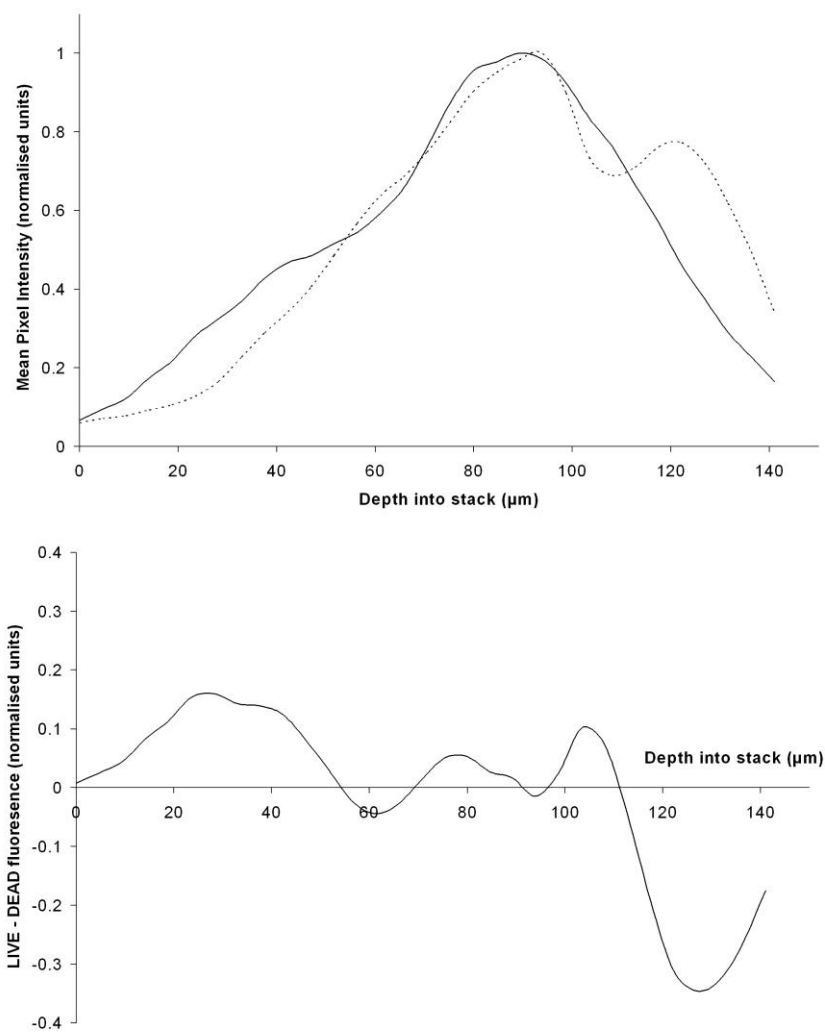 Mean Pixel Intensity (normalised units)
1
0.8
0.6
0.4
0.2
0
0 20 40 60 80 100 120 140
Depth into stack (µm)
LIVE - DEAD fluoresence (normalised units)
0.4
0.3
0.2
0.1
0
-0.1
-0.2
-0.3
-0.4
Depth into stack (µm)
0 20 40 60 80 100 120 140